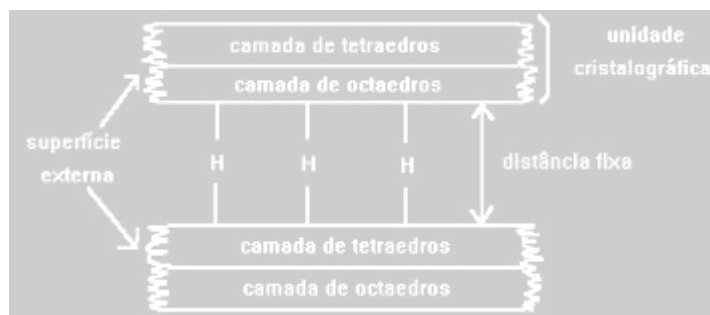 camada de tetraedros
camada de octaedros
unidade
cristalográfica
superfície
externa
H H H
distância fixa
camada de tetraedros
camada de octaedros